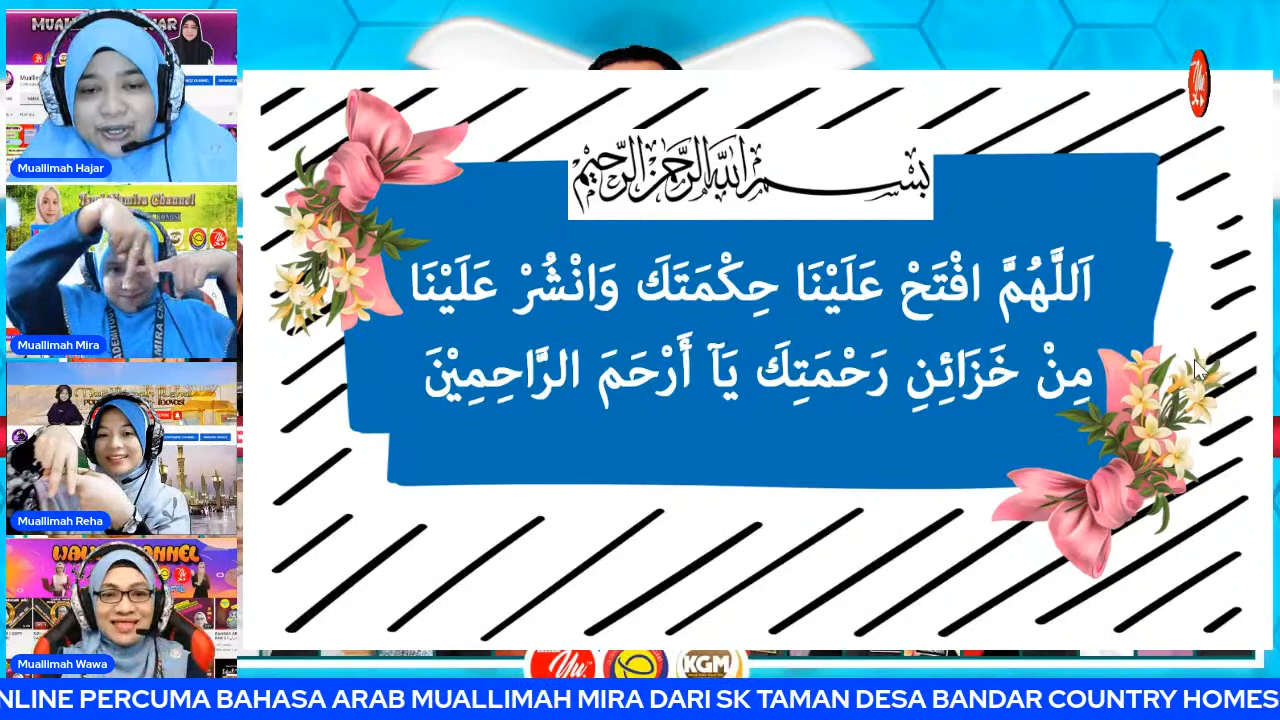 بسم الله الرحمن الرحيم
اَللَّهُمَّ افْتَحْ عَلَيْنَا حِكْمَتَكَ وَانْشُرْ عَلَيْنَا
مِنْ خَزَائِنِ رَحْمَتِكَ يَآ أَرْحَمَ الرَّاحِمِيْنَ
Muallimah Hajar
Muallimah Mira
Muallimah Reha
Muallimah Wawa
KGM
NLINE PERCUMA BAHASA ARAB MUALLIMAH MIRA DARI SK TAMAN DESA BANDAR COUNTRY HOMES